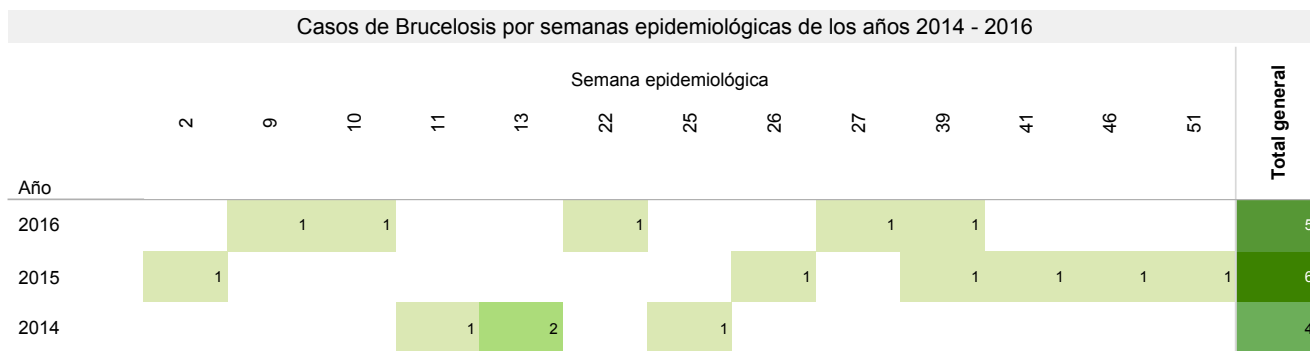 Casos de Brucelosis por semanas epidemiológicas de los años 2014 - 2016
Semana epidemiológica
2 9 10 11 13 22 25 26 27 39 41 46 51 Total general
Año
2016 1 1 1 1 1 5
2015 1 1 1 1 1 1 6
2014 1 2 1 4